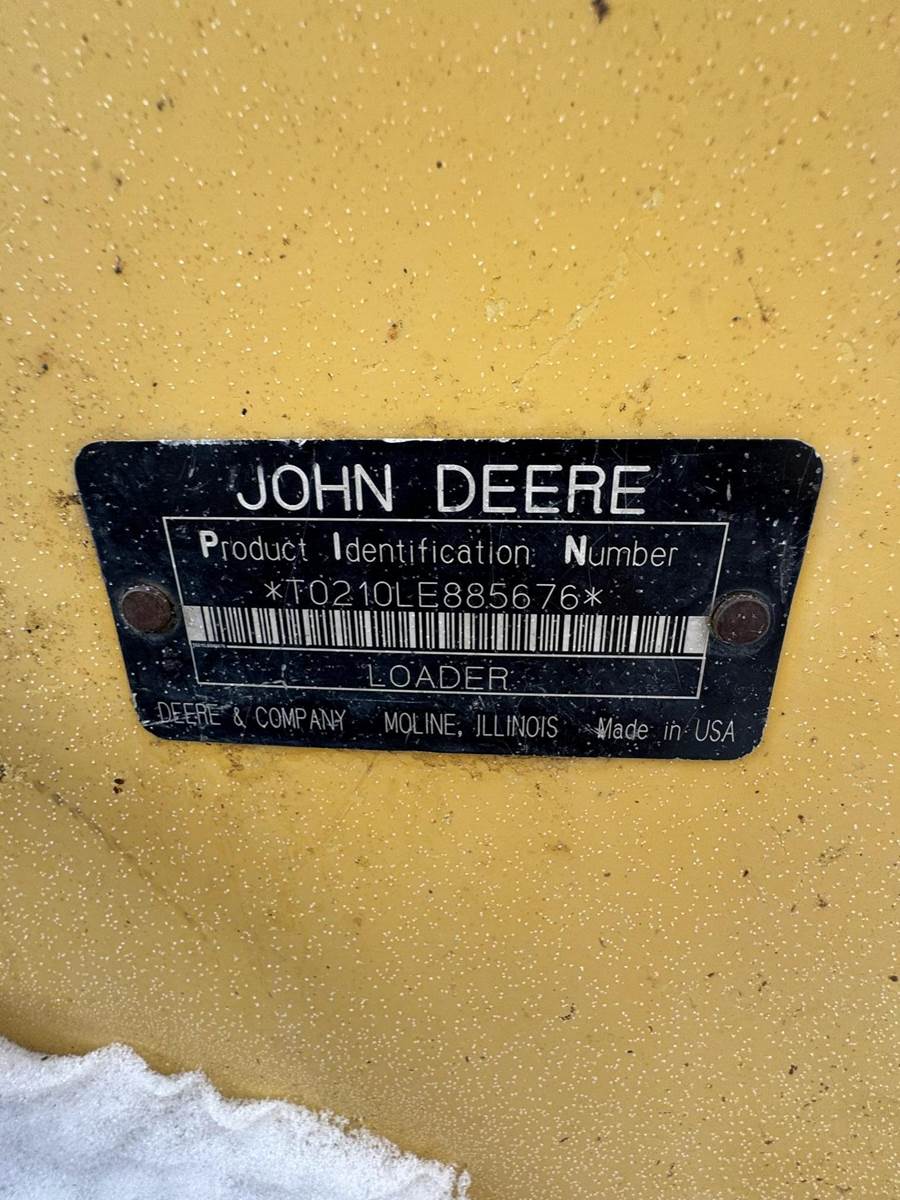 JOHN DEERE
Product Identification Number
*T0210LE885676*
LOADER
DEERE & COMPANY MOLINE, ILLINOIS Made in USA